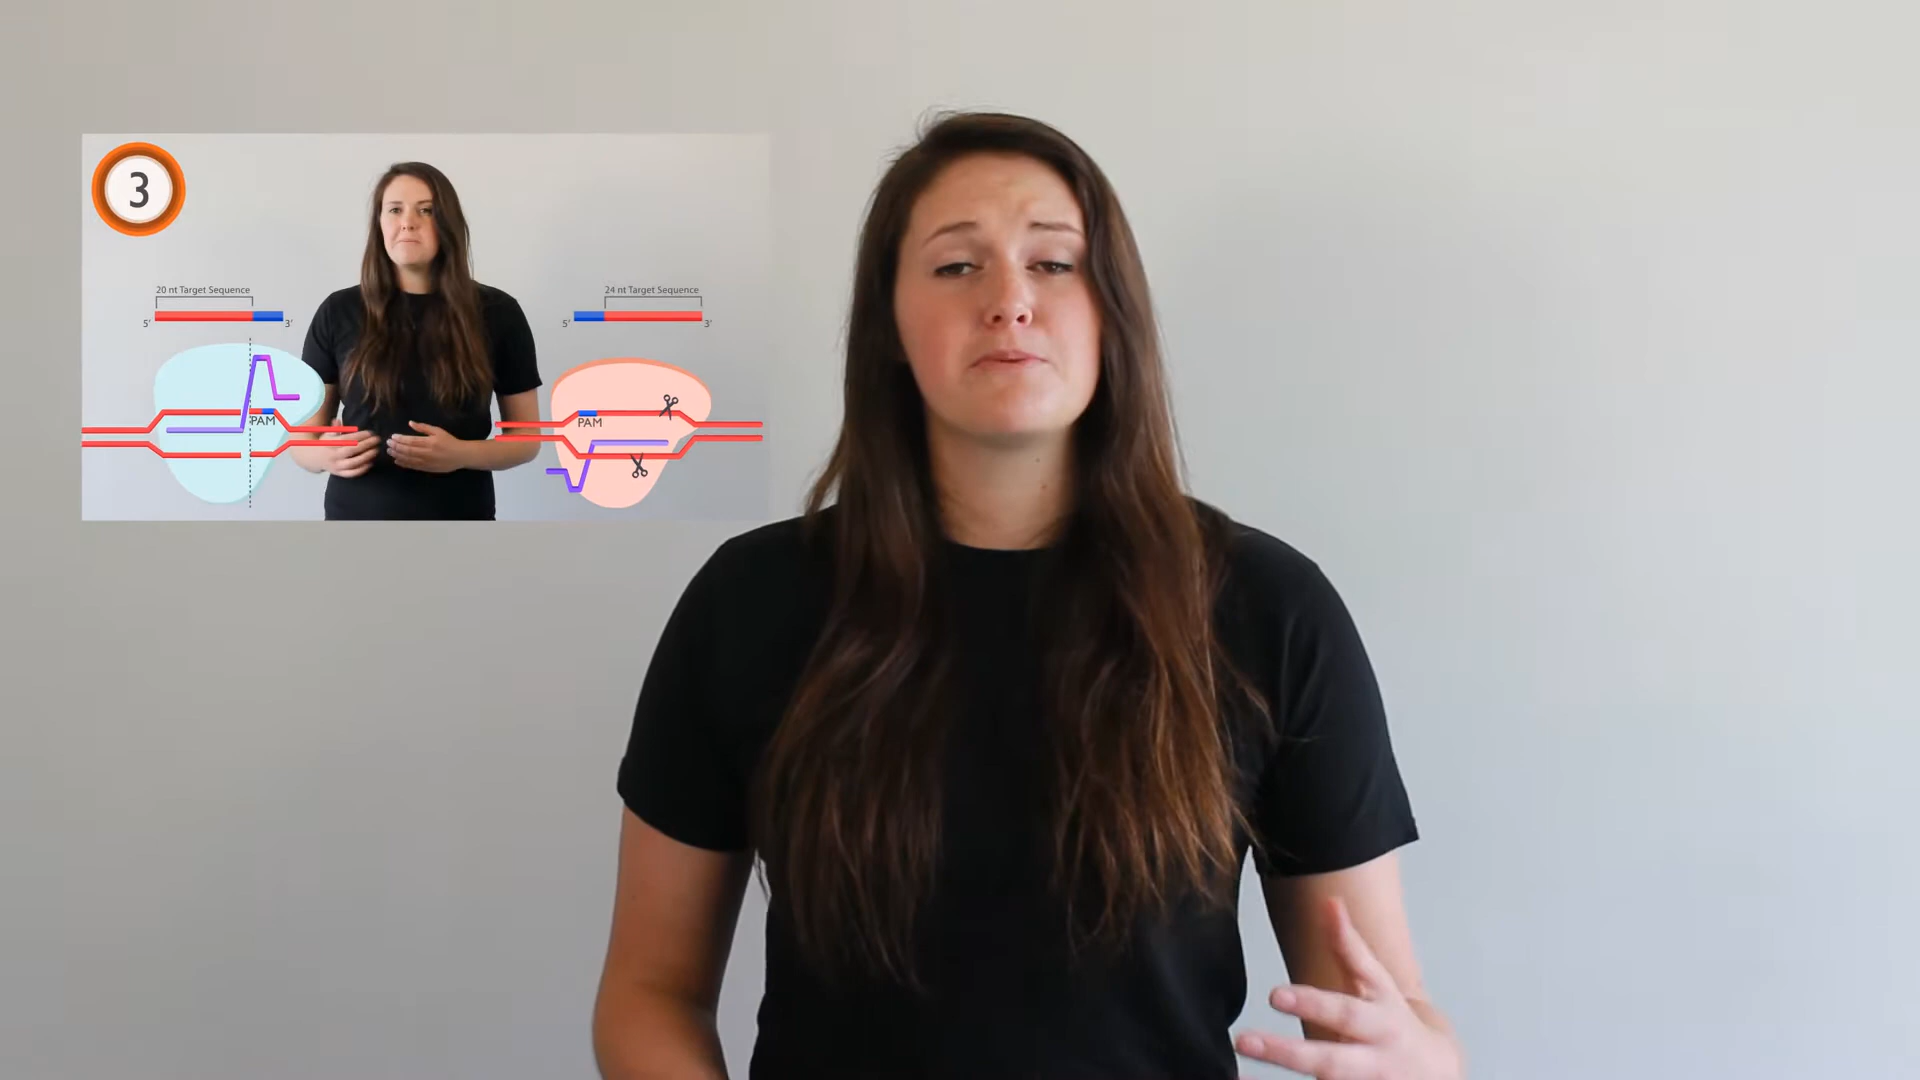 3
20 nt Target Sequence
5'
3'
PAM
24 nt Target Sequence
5'
3'
PAM